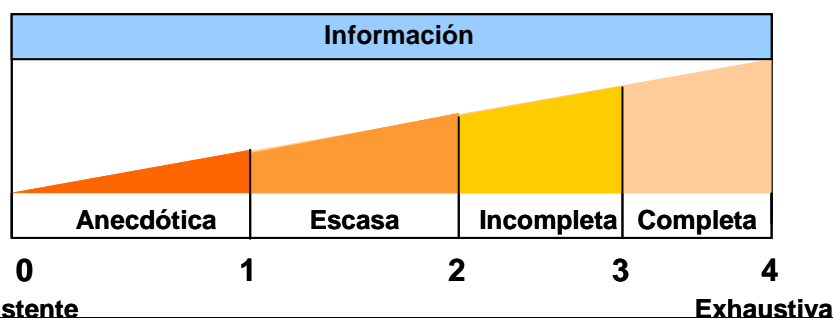 Información
Anecdótica Escasa Incompleta Completa
0 1 2 3 4
stente Exhaustiva